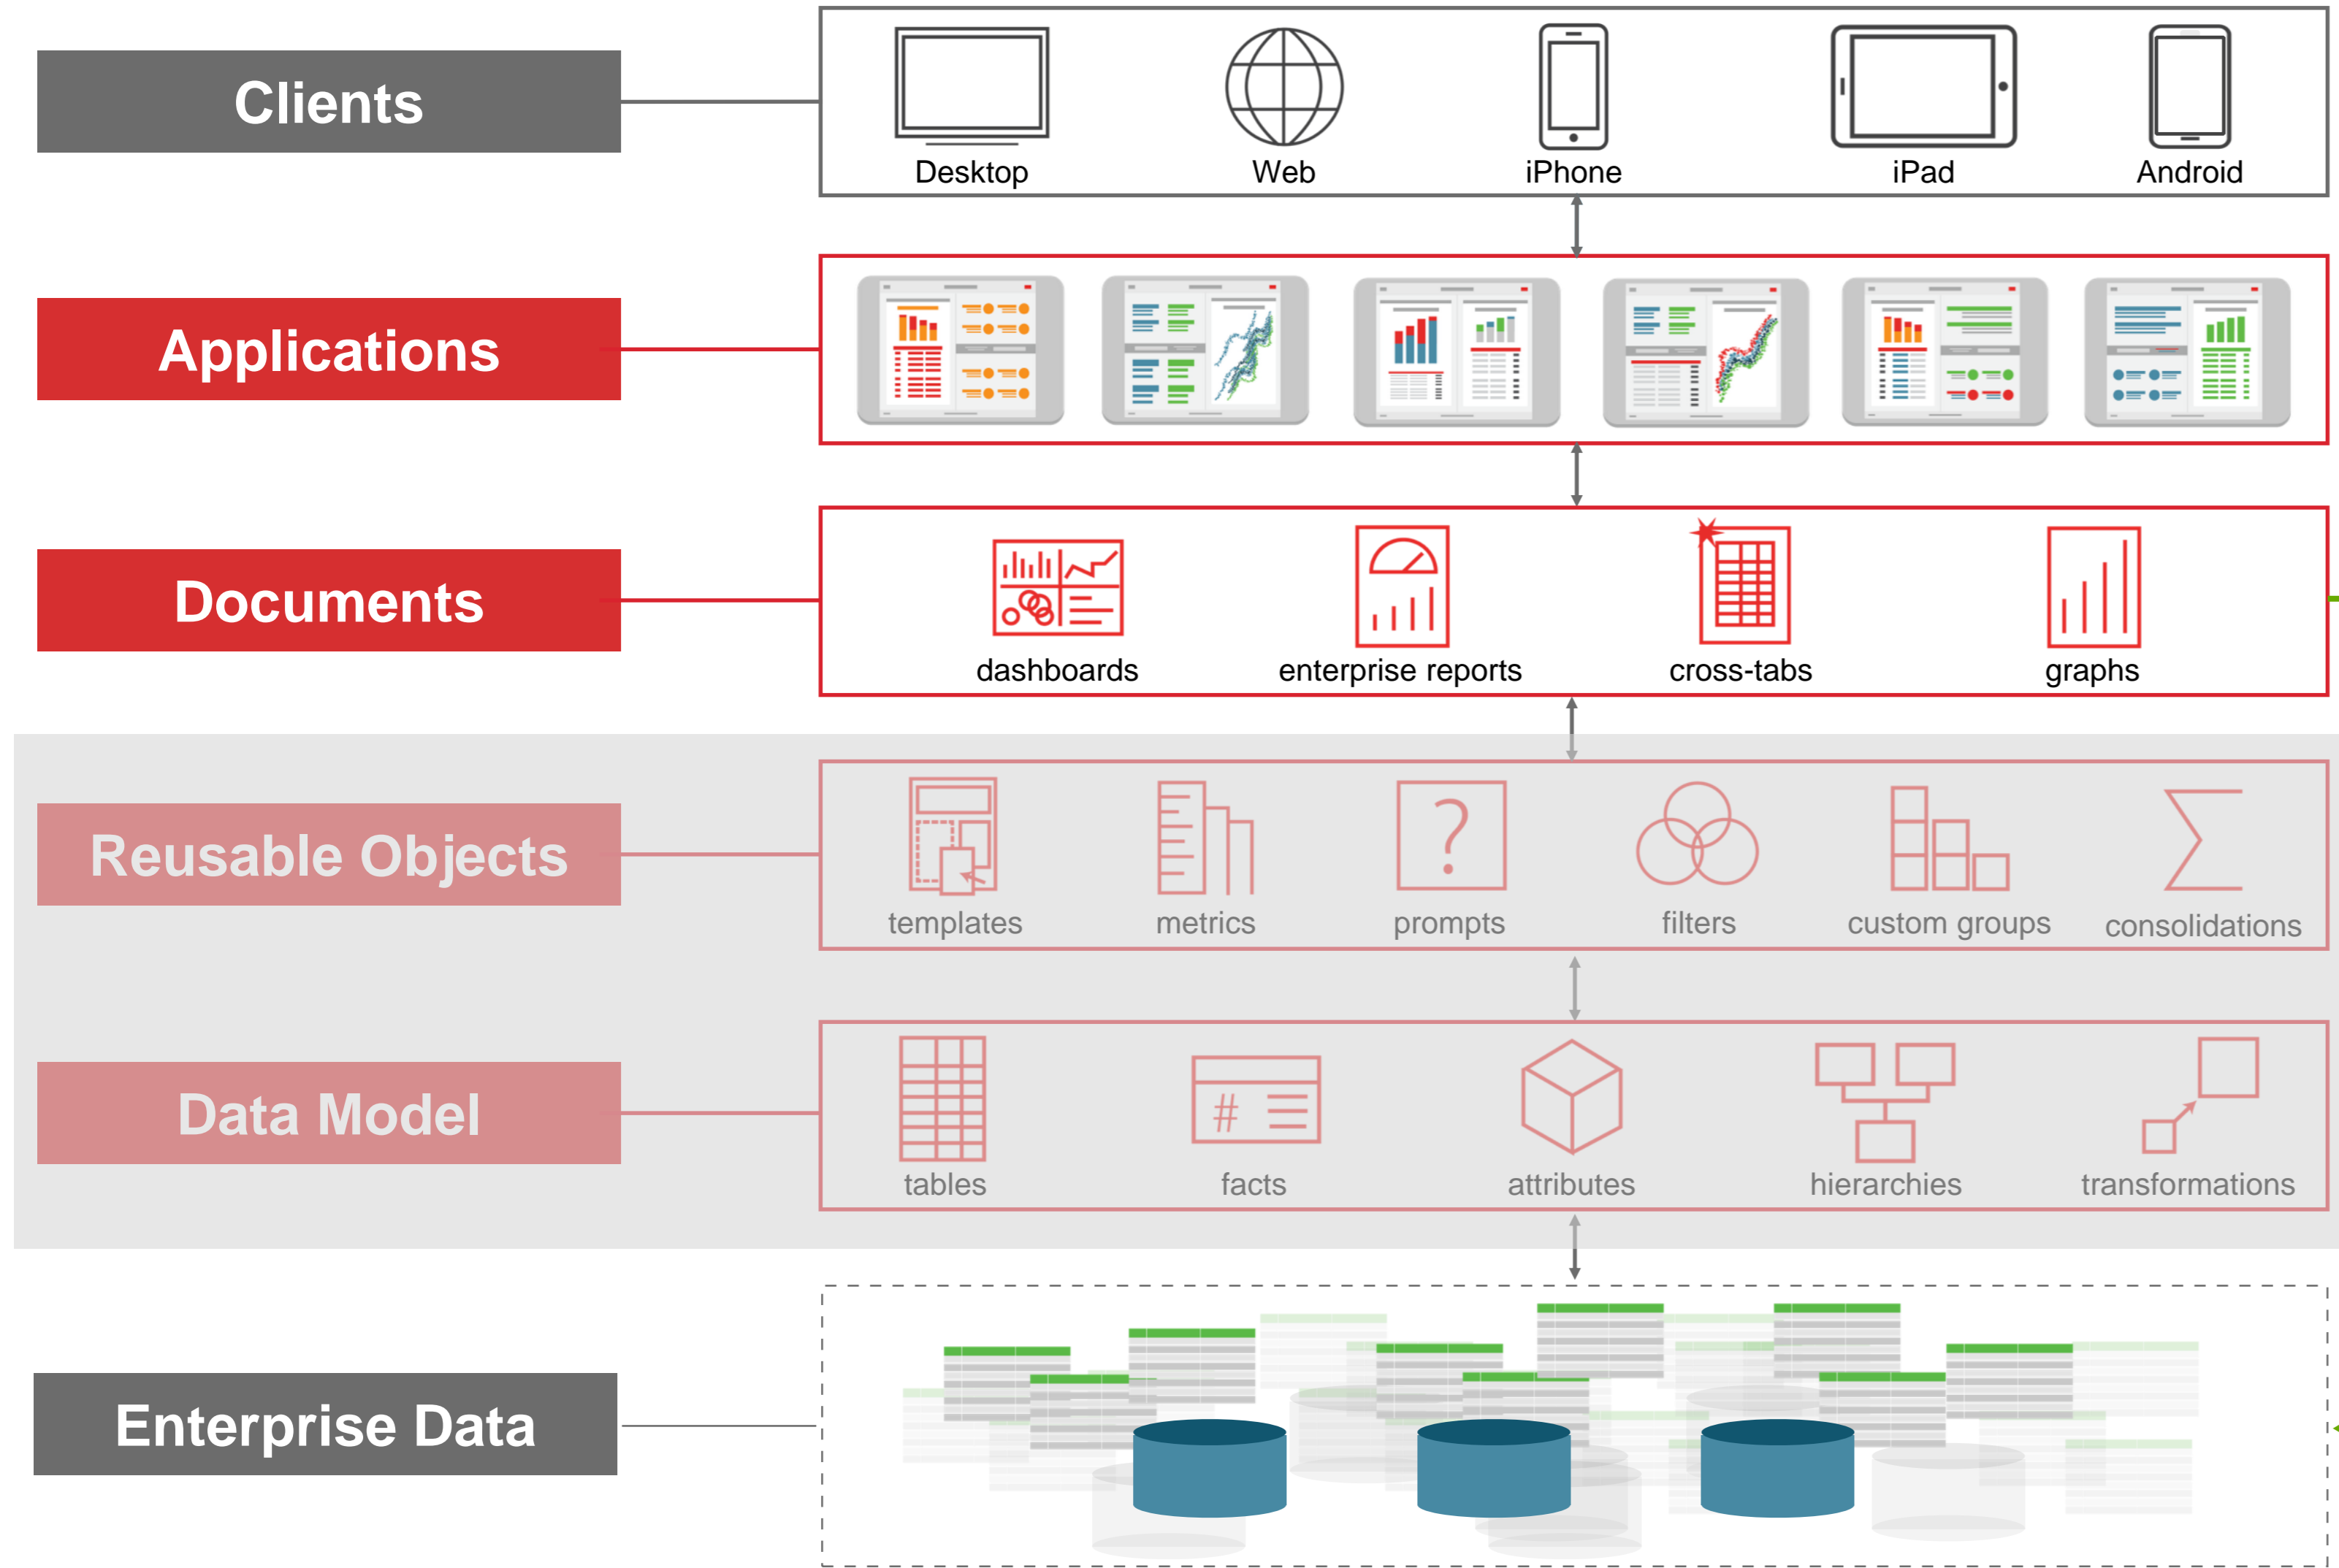 Clients
Desktop
Web
iPhone
iPad
Android
Applications
Documents
dashboards
enterprise reports
cross-tabs
graphs
Reusable Objects
?
templates
metrics
prompts
filters
custom groups
consolidations
Data Model
#
tables
facts
attributes
hierarchies
transformations
Enterprise Data